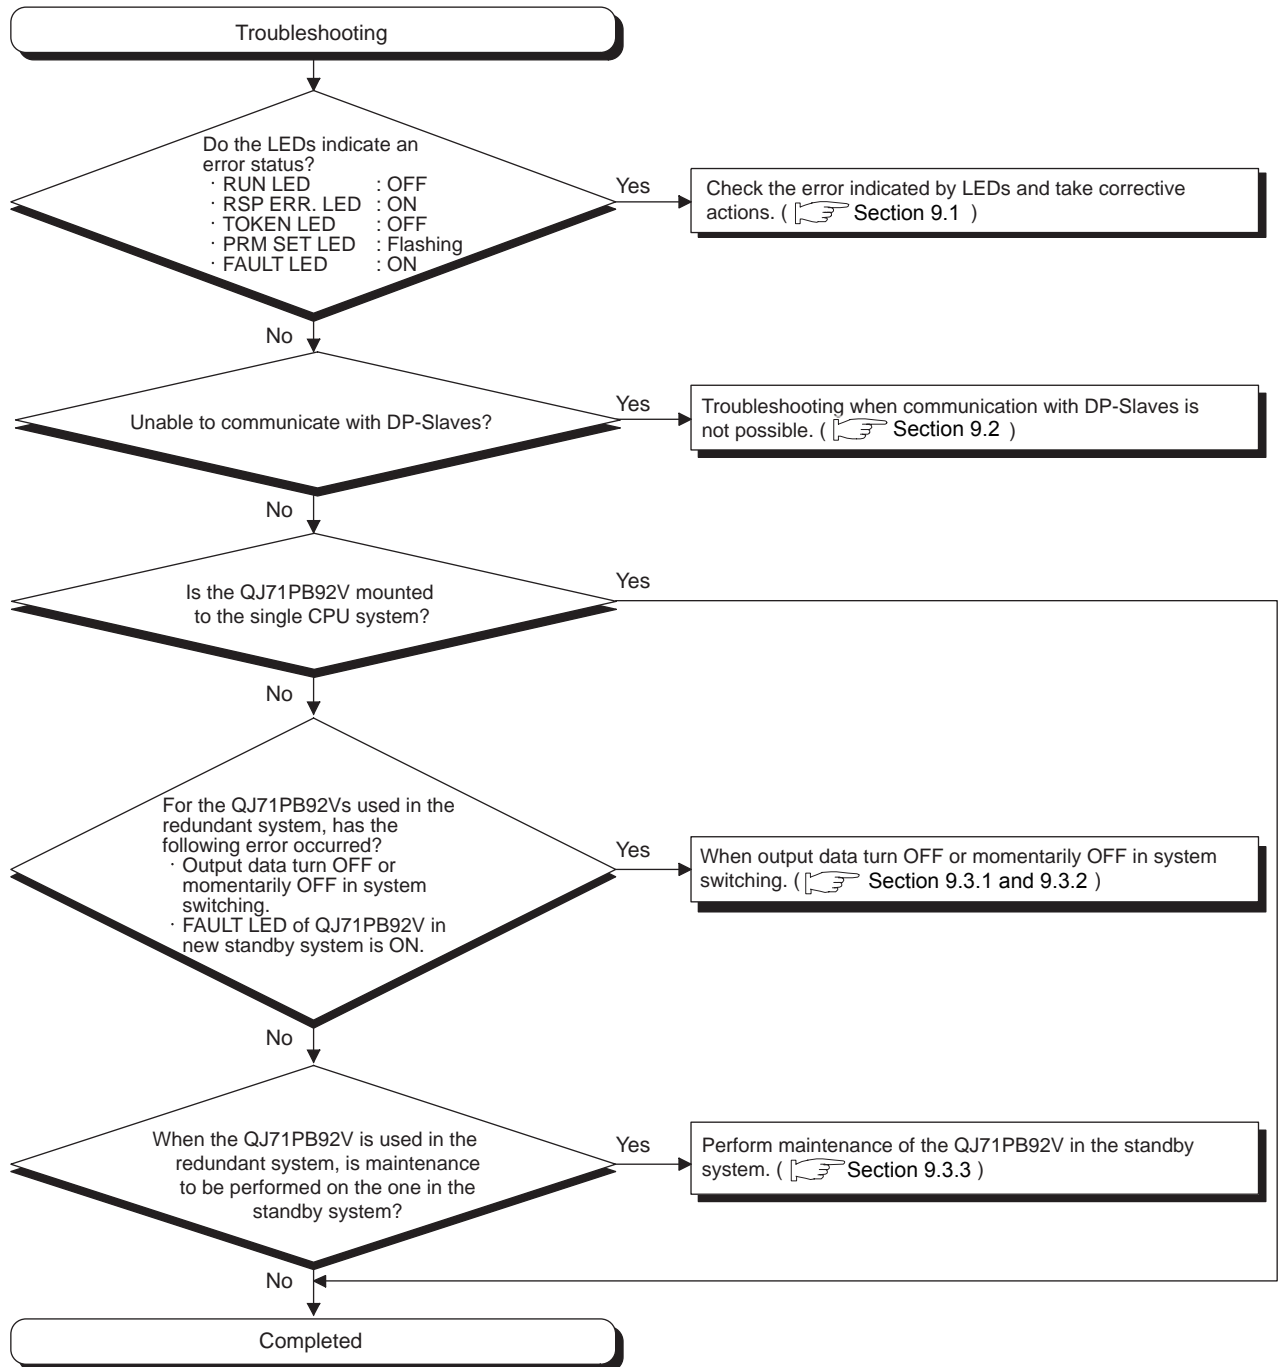 Troubleshooting
Do the LEDs indicate an
error status?
· RUN LED : OFF
· RSP ERR. LED : ON
· TOKEN LED : OFF
· PRM SET LED : Flashing
· FAULT LED : ON
Yes
Check the error indicated by LEDs and take corrective
actions. ( Section 9.1 )
No
Unable to communicate with DP-Slaves?
Yes
Troubleshooting when communication with DP-Slaves is
not possible. ( Section 9.2 )
No
Is the QJ71PB92V mounted
to the single CPU system?
Yes
No
For the QJ71PB92Vs used in the
redundant system, has the
following error occurred?
· Output data turn OFF or
momentarily OFF in system
switching.
· FAULT LED of QJ71PB92V in
new standby system is ON.
Yes
When output data turn OFF or momentarily OFF in system
switching. ( Section 9.3.1 and 9.3.2 )
No
When the QJ71PB92V is used in the
redundant system, is maintenance
to be performed on the one in the
standby system?
Yes
Perform maintenance of the QJ71PB92V in the standby
system. ( Section 9.3.3 )
No
Completed